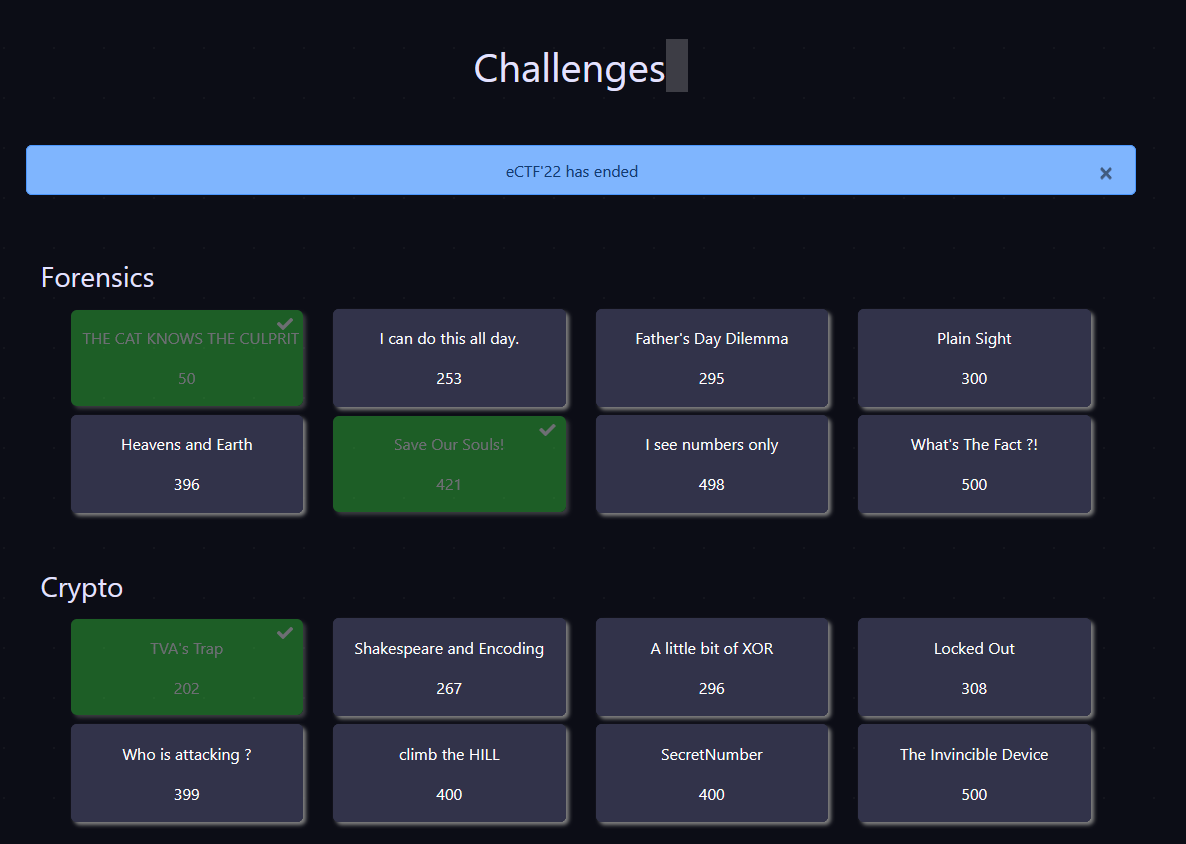 Challenges
eCTF'22 has ended ×
Forensics
THE CAT KNOWS THE CULPRIT
I can do this all day.
Father's Day Dilemma
Plain Sight
50
253
295
300
Heavens and Earth
Save Our Souls!
I see numbers only
What's The Fact ?!
396
421
498
500
Crypto
TVA's Trap
Shakespeare and Encoding
A little bit of XOR
Locked Out
202
267
296
308
Who is attacking ?
climb the HILL
SecretNumber
The Invincible Device
399
400
400
500